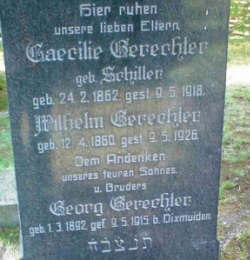 Hier ruhen
unsere lieben Eltern
Caecilie Gerechter
geb. Schiller
geb. 24. 2. 1862. gest. 9. 5. 1918.
Wilhelm Gerechter
geb. 12. 4. 1860. gest. 9. 5. 1926.
Dem Andenken
unseres teuren Sohnes
u. Bruders
Georg Gerechter
geb. 1. 3. 1892. gef. 9. 5. 1915. b. Dixmuiden.
תנצבה